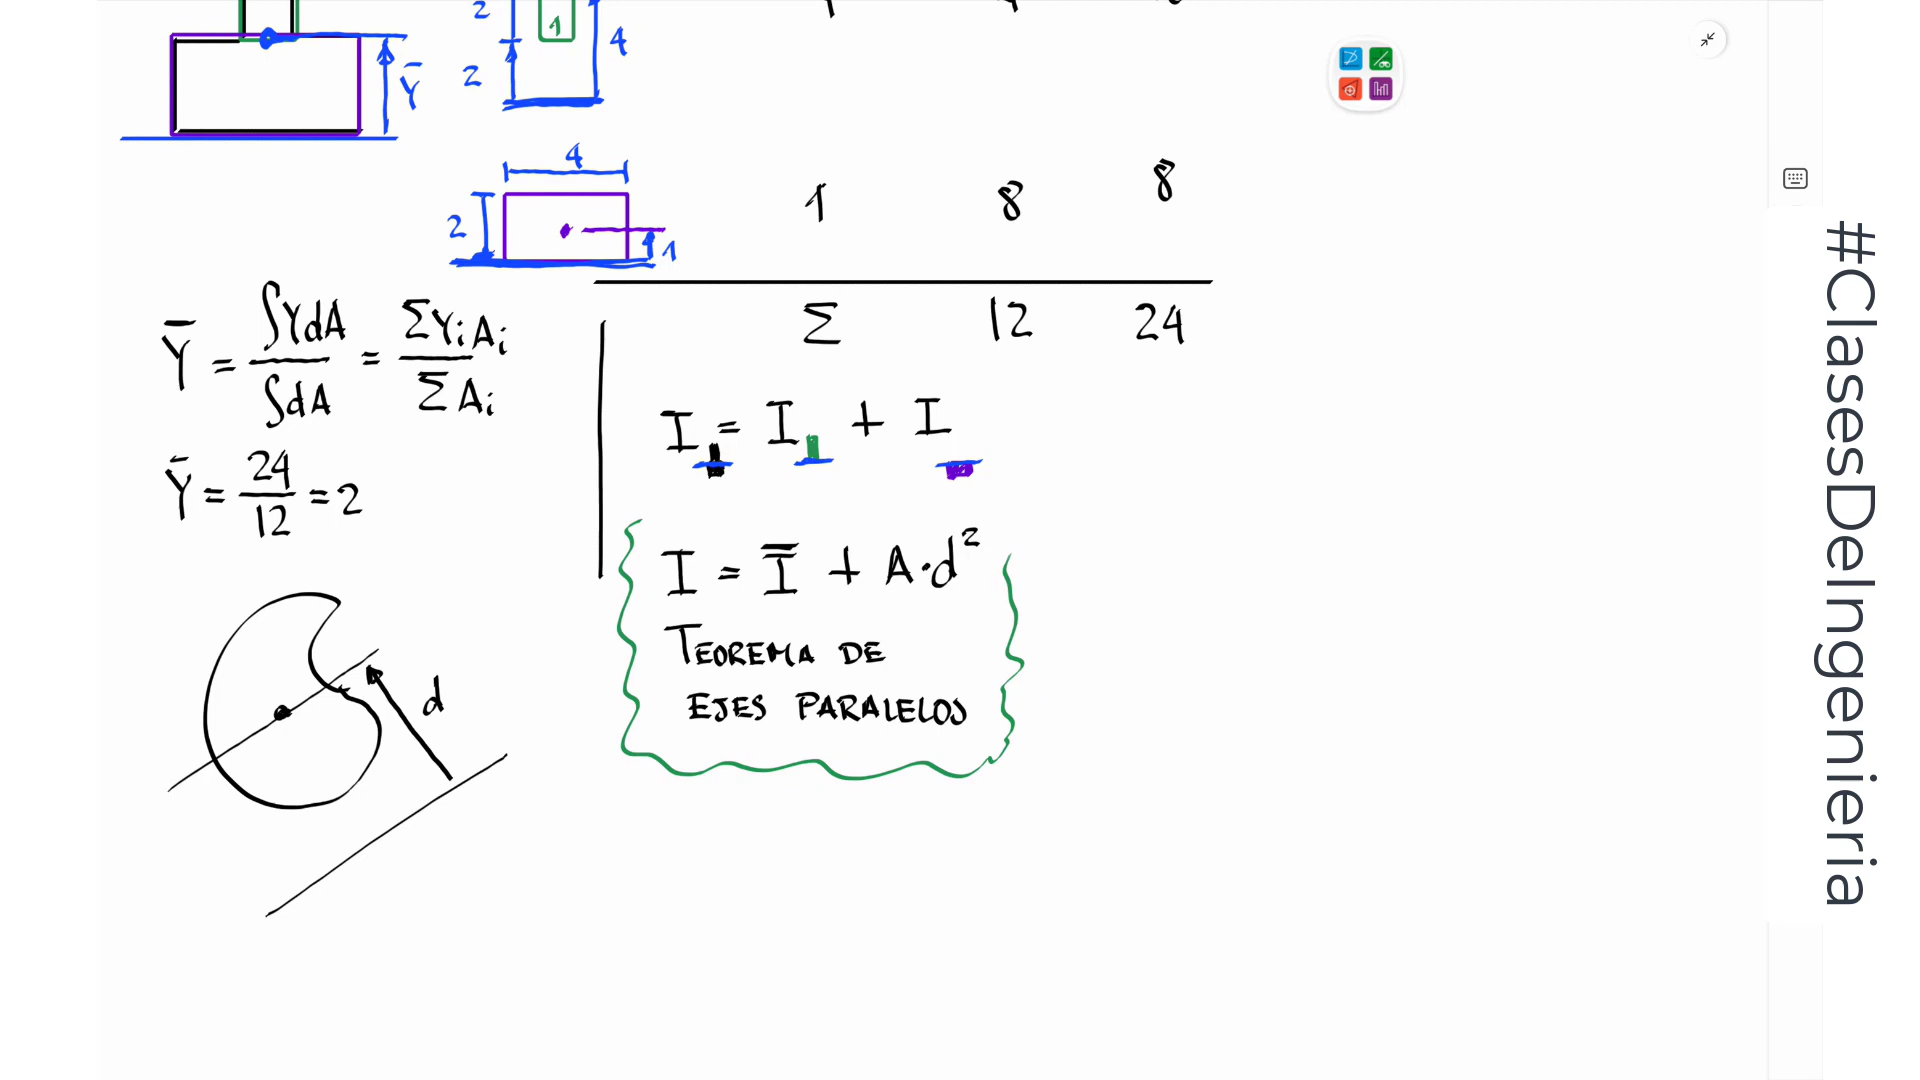 2
1
4
2
Ȳ
4
2
1
1 8 8
Σ 12 24
Ȳ = ∫YdA / ∫dA = ΣYᵢAᵢ / ΣAᵢ
Ȳ = 24 / 12 = 2
I = I + I
I = Ī + A·d²
TEOREMA DE
EJES PARALELOS
d
#ClasesDeIngenieria